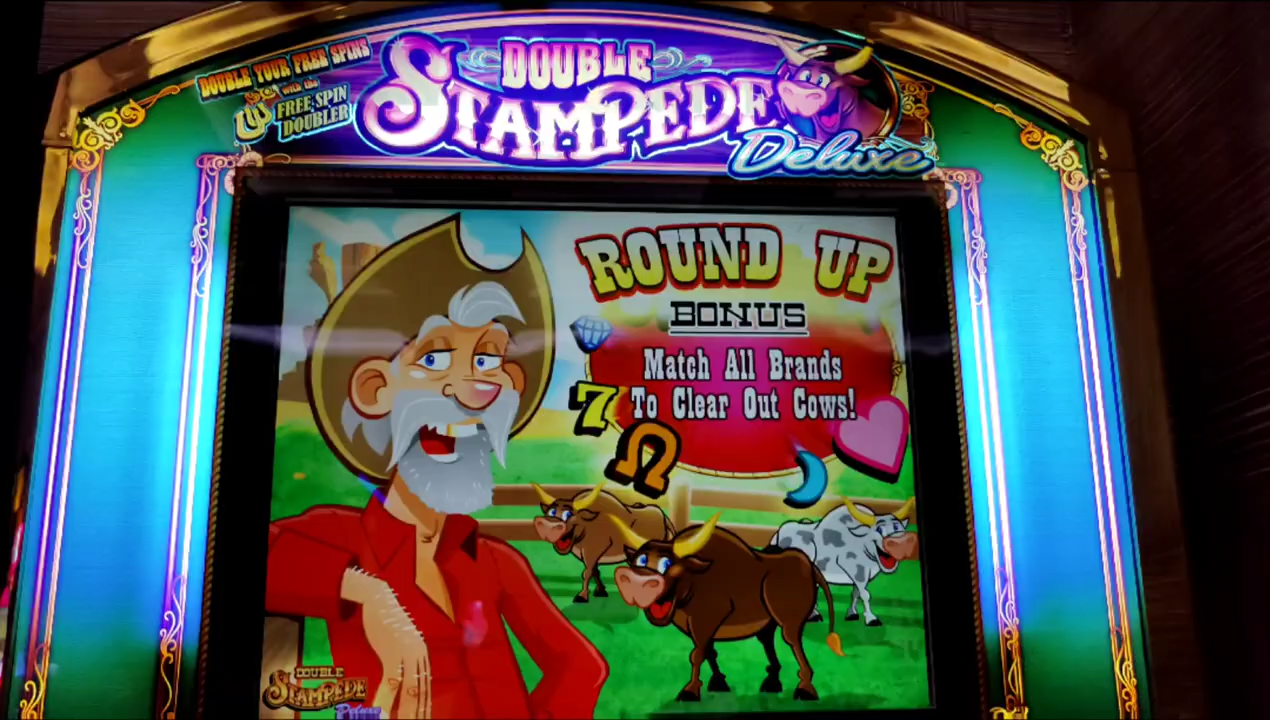 DOUBLE YOUR FREE SPINS
with the
FREE SPIN
DOUBLER
DOUBLE
STAMPEDE
Deluxe
ROUND UP
BONUS
Match All Brands
To Clear Out Cows!
7
DOUBLE
STAMPEDE
Deluxe